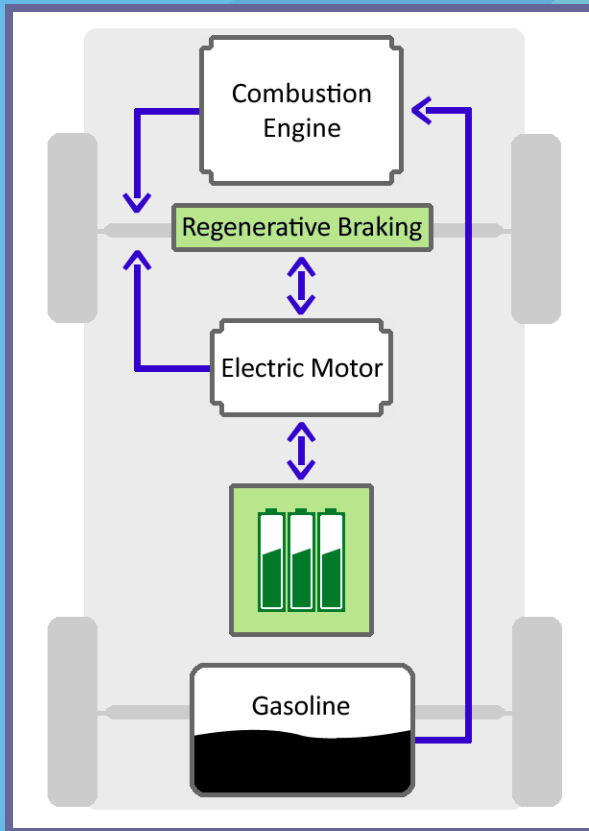 Combustion
Engine
Regenerative Braking
Electric Motor
Gasoline